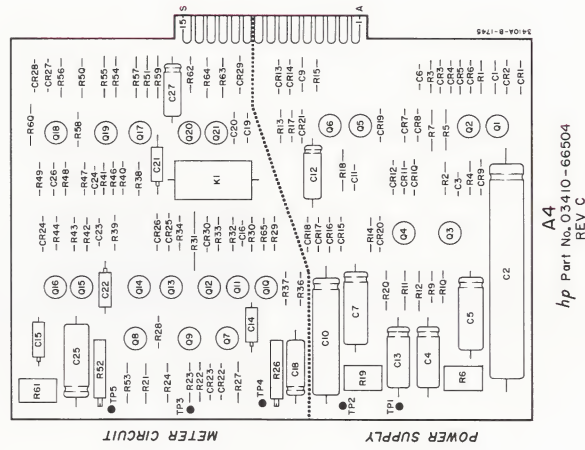 S
-15-
A
-1-
3410A-B-1745
-CR28-
-CR27-
-R56-
-R50-
-R55-
-R54-
-R57-
-R51-
-R59-
C27
-R62-
-R64-
-R63-
-CR29-
-CR13-
-CR14-
-C9-
-R15-
-C6-
-R3-
-CR3-
-CR4-
-CR5-
-CR6-
-R1-
-C1-
-CR2-
-CR1-
-R60-
Q18
-R58-
Q19
Q17
Q20
Q21
-C20-
-C19-
-R13-
-R17-
-CR21-
Q6
Q5
-CR19-
-CR7-
-CR8-
-R7-
-R5-
Q2
Q1
-R49-
-C26-
-R48-
-R47-
-C24-
-R41-
-R46-
-R40-
-R38-
C21
K1
C12
-R18-
-C11-
-CR12-
-CR11-
-CR10-
-R2-
-C3-
-R4-
-CR9-
-CR24-
-R44-
-R43-
-R42-
-C23-
-R39-
-CR26-
-CR25-
-R34-
-R31-
-CR30-
-R33-
-R32-
-C16-
-R30-
-R65-
-R29-
-CR18-
-CR17-
-CR16-
-CR15-
-R14-
-CR20-
Q4
Q3
C2
Q16
Q15
C22
Q14
Q13
Q12
Q11
Q10
-R37-
-R36-
-R20-
-R11-
-R12-
-R9-
-R10-
C15
C25
R52
Q8
-R28-
Q9
Q7
C14
R26
C18
C10
C7
C13
C4
C5
R61
TP5
-R53-
-R21-
-R24-
TP3
-R23-
-R22-
-CR23-
-CR22-
-R27-
TP4
TP2
R19
TP1
R6
METER CIRCUIT
POWER SUPPLY
A4
hp Part No. 03410-66504
REV C